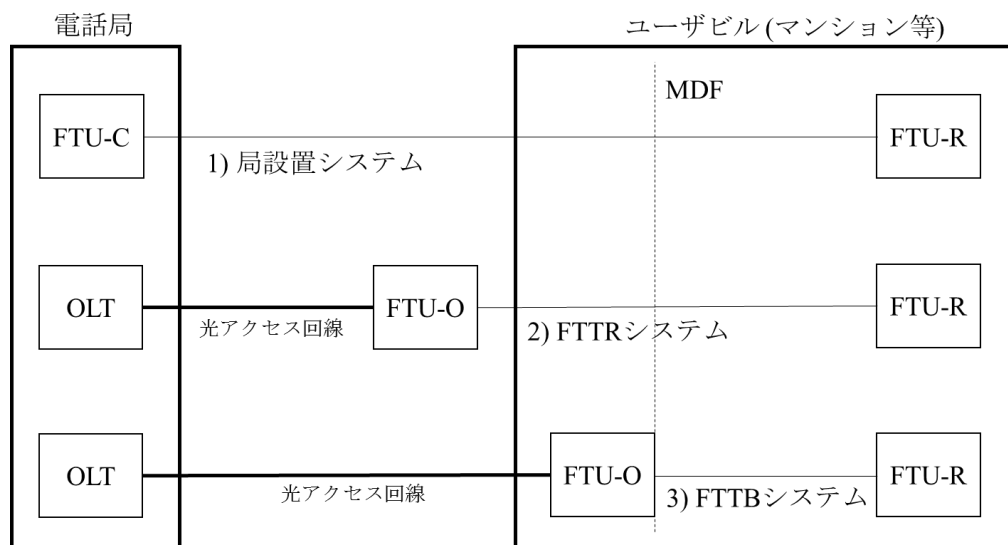 電話局
ユーザビル (マンション等)
MDF
FTU-C
FTU-R
1) 局設置システム
OLT
FTU-O
FTU-R
光アクセス回線
2) FTTRシステム
OLT
FTU-O
FTU-R
光アクセス回線
3) FTTBシステム